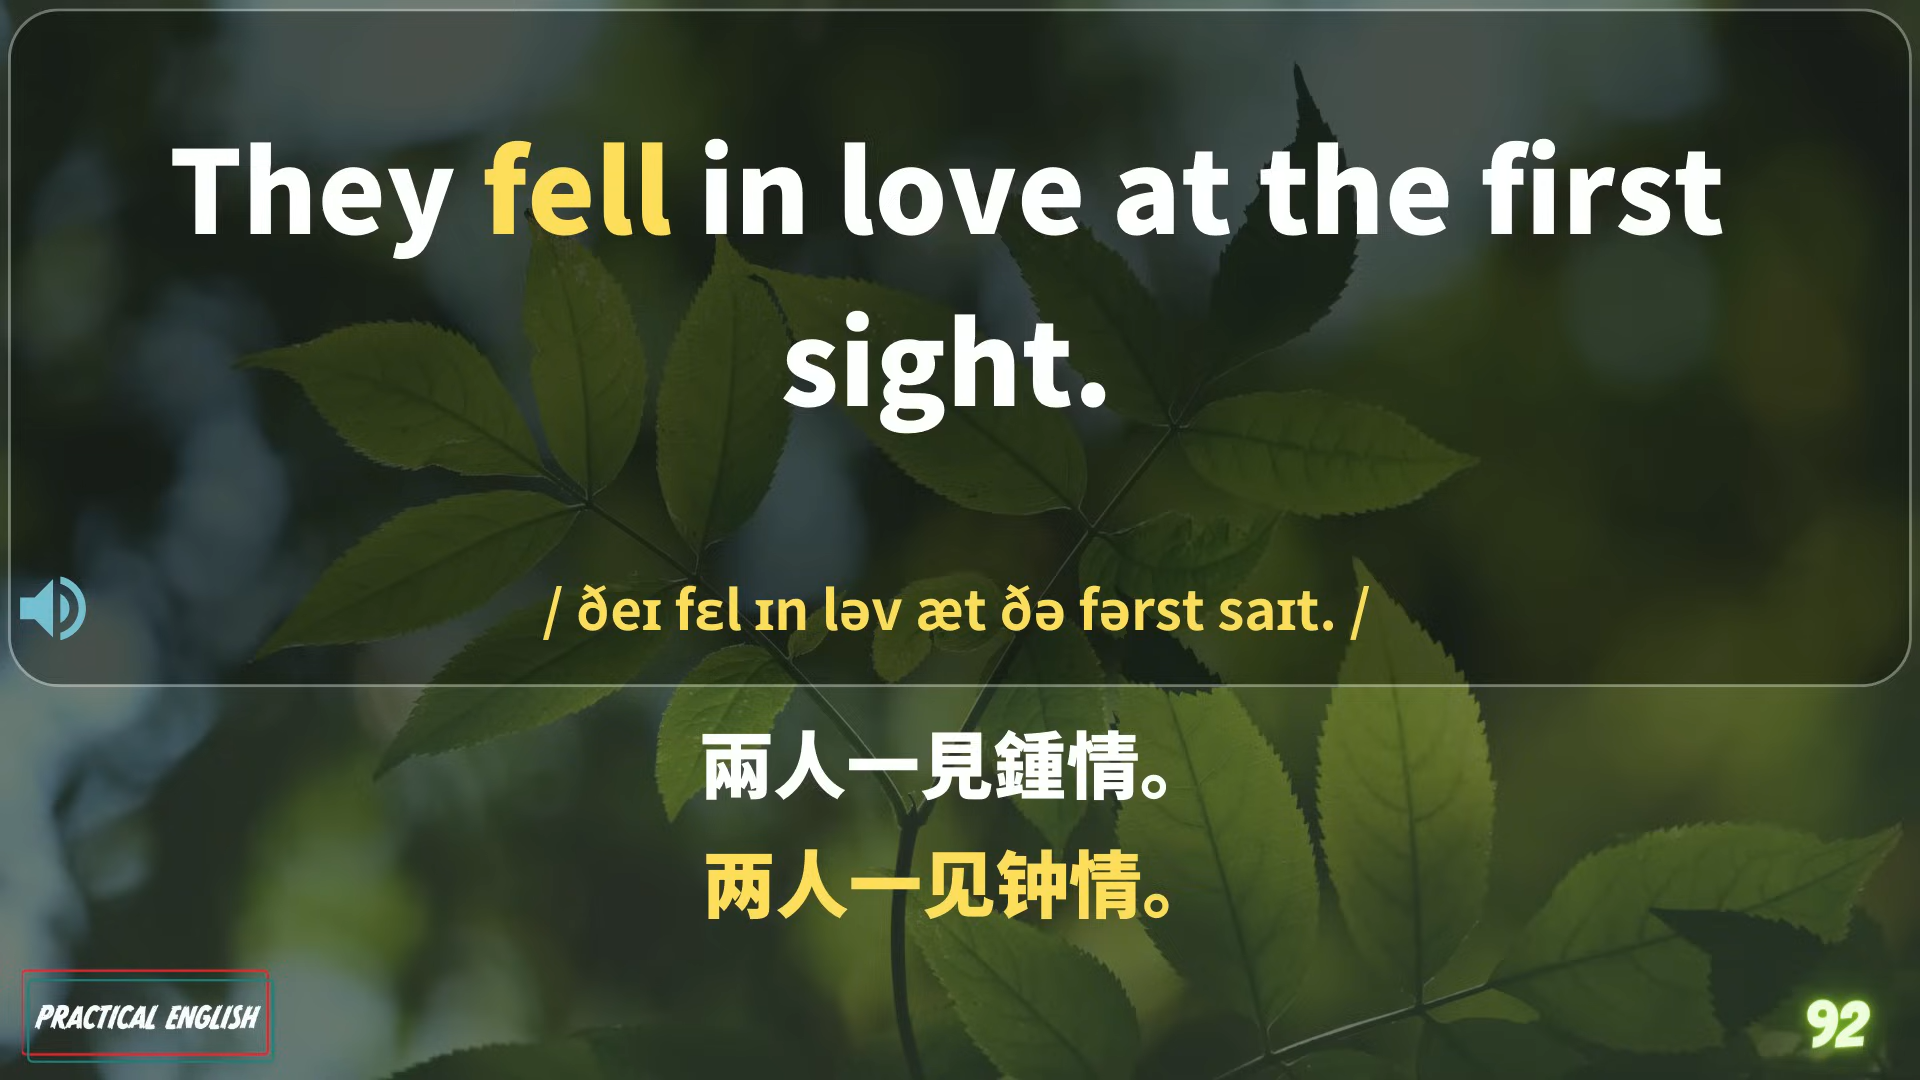 They fell in love at the first
sight.
/ ðeɪ fɛl ɪn ləv æt ðə fərst saɪt. /
兩人一見鍾情。
两人一见钟情。
PRACTICAL ENGLISH
92